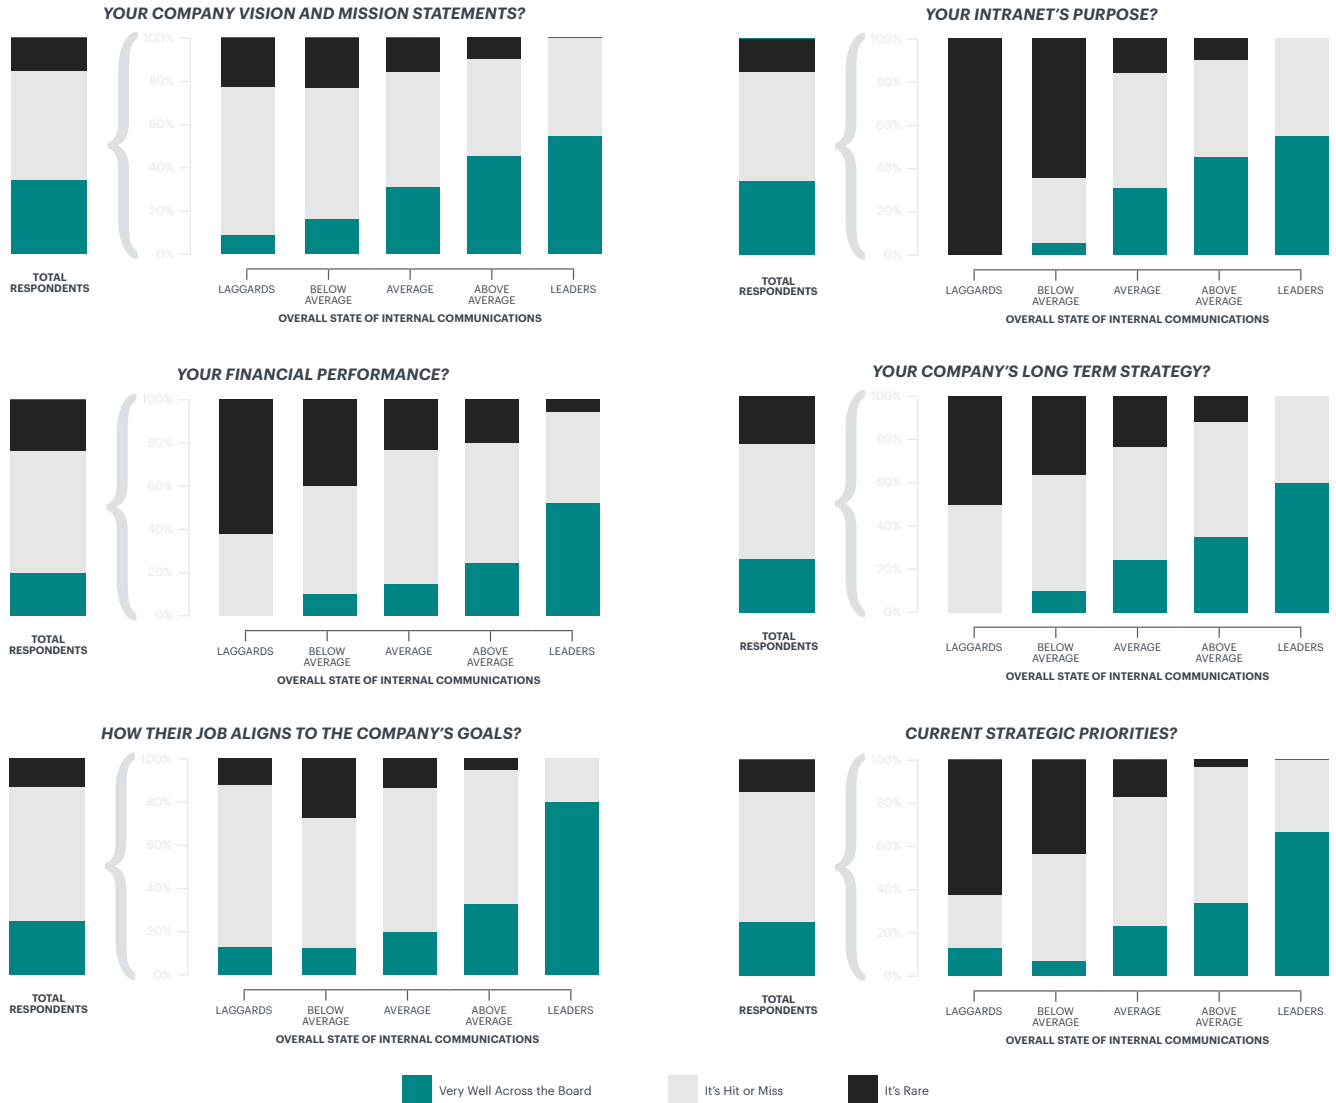 YOUR COMPANY VISION AND MISSION STATEMENTS?
100%
80%
60%
40%
20%
0%
TOTAL
RESPONDENTS
LAGGARDS
BELOW
AVERAGE
AVERAGE
ABOVE
AVERAGE
LEADERS
OVERALL STATE OF INTERNAL COMMUNICATIONS
YOUR INTRANET'S PURPOSE?
100%
80%
60%
40%
20%
0%
TOTAL
RESPONDENTS
LAGGARDS
BELOW
AVERAGE
AVERAGE
ABOVE
AVERAGE
LEADERS
OVERALL STATE OF INTERNAL COMMUNICATIONS
YOUR FINANCIAL PERFORMANCE?
100%
80%
60%
40%
20%
0%
TOTAL
RESPONDENTS
LAGGARDS
BELOW
AVERAGE
AVERAGE
ABOVE
AVERAGE
LEADERS
OVERALL STATE OF INTERNAL COMMUNICATIONS
YOUR COMPANY'S LONG TERM STRATEGY?
100%
80%
60%
40%
20%
0%
TOTAL
RESPONDENTS
LAGGARDS
BELOW
AVERAGE
AVERAGE
ABOVE
AVERAGE
LEADERS
OVERALL STATE OF INTERNAL COMMUNICATIONS
HOW THEIR JOB ALIGNS TO THE COMPANY'S GOALS?
100%
80%
60%
40%
20%
0%
TOTAL
RESPONDENTS
LAGGARDS
BELOW
AVERAGE
AVERAGE
ABOVE
AVERAGE
LEADERS
OVERALL STATE OF INTERNAL COMMUNICATIONS
CURRENT STRATEGIC PRIORITIES?
100%
80%
60%
40%
20%
0%
TOTAL
RESPONDENTS
LAGGARDS
BELOW
AVERAGE
AVERAGE
ABOVE
AVERAGE
LEADERS
OVERALL STATE OF INTERNAL COMMUNICATIONS
Very Well Across the Board
It's Hit or Miss
It's Rare